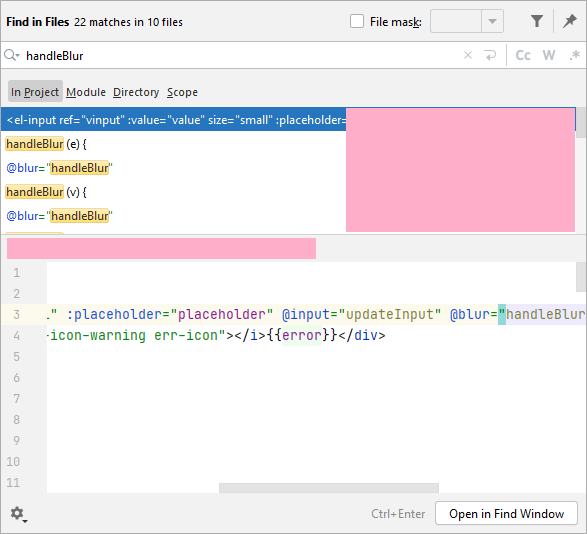 Find in Files 22 matches in 10 files
File mask:
handleBlur
Cc W .*
In Project Module Directory Scope
<el-input ref="vinput" :value="value" size="small" :placeholder=
handleBlur (e) {
@blur="handleBlur"
handleBlur (v) {
@blur="handleBlur"
1
2
3 " :placeholder="placeholder" @input="updateInput" @blur="handleBlur
4 -icon-warning err-icon"></i>{{error}}</div>
5
6
7
8
9
10
11
Ctrl+Enter Open in Find Window